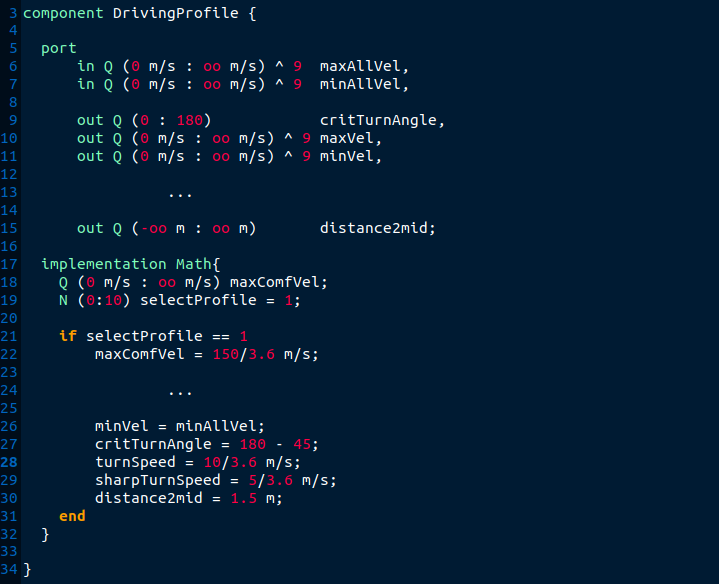 3 component DrivingProfile {
4
5   port
6       in Q (0 m/s : oo m/s) ^ 9  maxAllVel,
7       in Q (0 m/s : oo m/s) ^ 9  minAllVel,
8
9       out Q (0 : 180)            critTurnAngle,
10       out Q (0 m/s : oo m/s) ^ 9 maxVel,
11       out Q (0 m/s : oo m/s) ^ 9 minVel,
12
13                 ...
14
15       out Q (-oo m : oo m)       distance2mid;
16
17   implementation Math{
18     Q (0 m/s : oo m/s) maxComfVel;
19     N (0:10) selectProfile = 1;
20
21     if selectProfile == 1
22         maxComfVel = 150/3.6 m/s;
23
24                 ...
25
26         minVel = minAllVel;
27         critTurnAngle = 180 - 45;
28         turnSpeed = 10/3.6 m/s;
29         sharpTurnSpeed = 5/3.6 m/s;
30         distance2mid = 1.5 m;
31     end
32   }
33
34 }